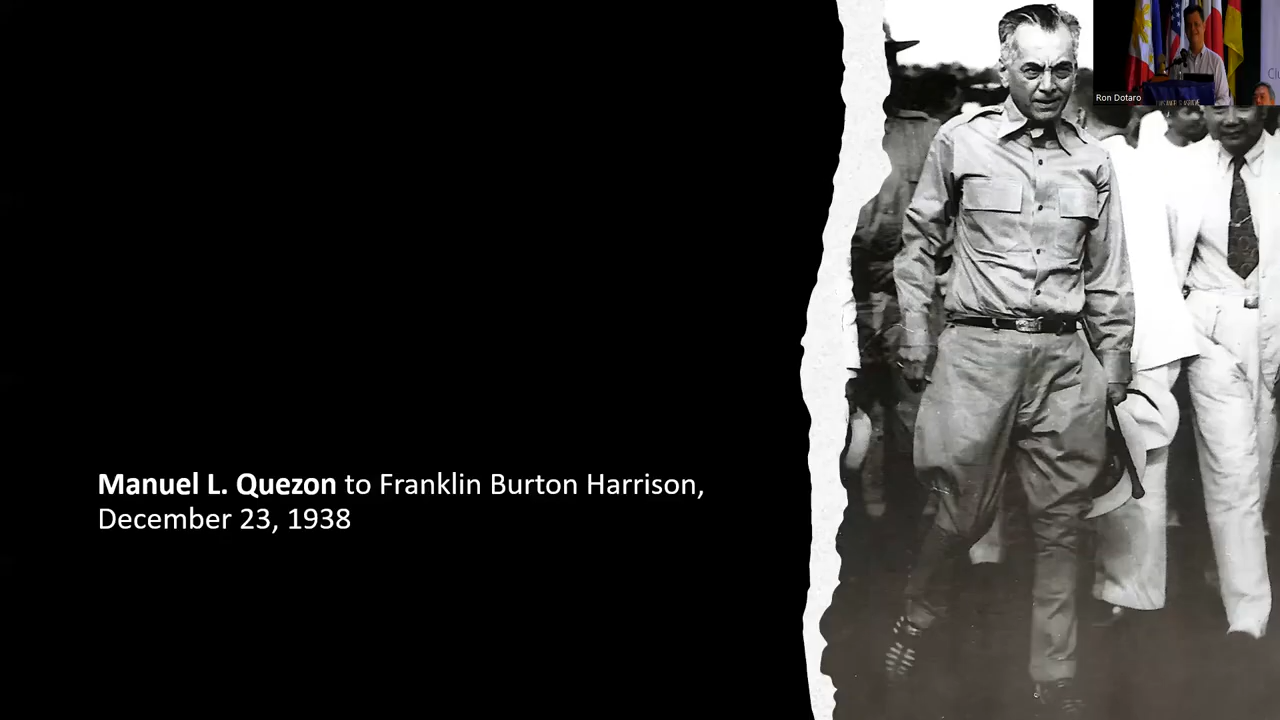 Manuel L. Quezon to Franklin Burton Harrison,
December 23, 1938
Ron Dotaro